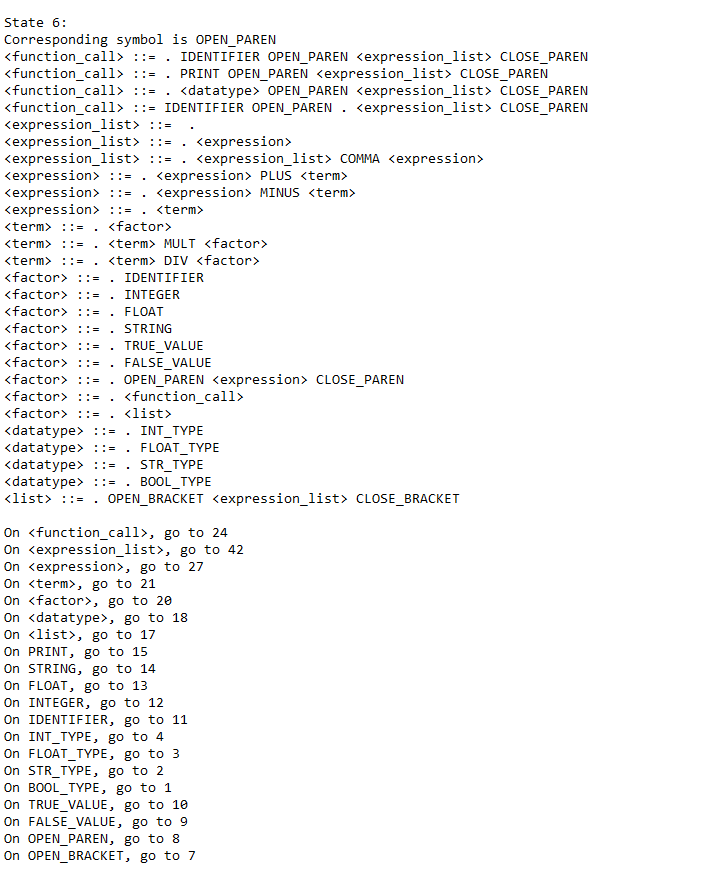 State 6:
Corresponding symbol is OPEN_PAREN
<function_call> ::= . IDENTIFIER OPEN_PAREN <expression_list> CLOSE_PAREN
<function_call> ::= . PRINT OPEN_PAREN <expression_list> CLOSE_PAREN
<function_call> ::= . <datatype> OPEN_PAREN <expression_list> CLOSE_PAREN
<function_call> ::= IDENTIFIER OPEN_PAREN . <expression_list> CLOSE_PAREN
<expression_list> ::=  .
<expression_list> ::= . <expression>
<expression_list> ::= . <expression_list> COMMA <expression>
<expression> ::= . <expression> PLUS <term>
<expression> ::= . <expression> MINUS <term>
<expression> ::= . <term>
<term> ::= . <factor>
<term> ::= . <term> MULT <factor>
<term> ::= . <term> DIV <factor>
<factor> ::= . IDENTIFIER
<factor> ::= . INTEGER
<factor> ::= . FLOAT
<factor> ::= . STRING
<factor> ::= . TRUE_VALUE
<factor> ::= . FALSE_VALUE
<factor> ::= . OPEN_PAREN <expression> CLOSE_PAREN
<factor> ::= . <function_call>
<factor> ::= . <list>
<datatype> ::= . INT_TYPE
<datatype> ::= . FLOAT_TYPE
<datatype> ::= . STR_TYPE
<datatype> ::= . BOOL_TYPE
<list> ::= . OPEN_BRACKET <expression_list> CLOSE_BRACKET

On <function_call>, go to 24
On <expression_list>, go to 42
On <expression>, go to 27
On <term>, go to 21
On <factor>, go to 20
On <datatype>, go to 18
On <list>, go to 17
On PRINT, go to 15
On STRING, go to 14
On FLOAT, go to 13
On INTEGER, go to 12
On IDENTIFIER, go to 11
On INT_TYPE, go to 4
On FLOAT_TYPE, go to 3
On STR_TYPE, go to 2
On BOOL_TYPE, go to 1
On TRUE_VALUE, go to 10
On FALSE_VALUE, go to 9
On OPEN_PAREN, go to 8
On OPEN_BRACKET, go to 7